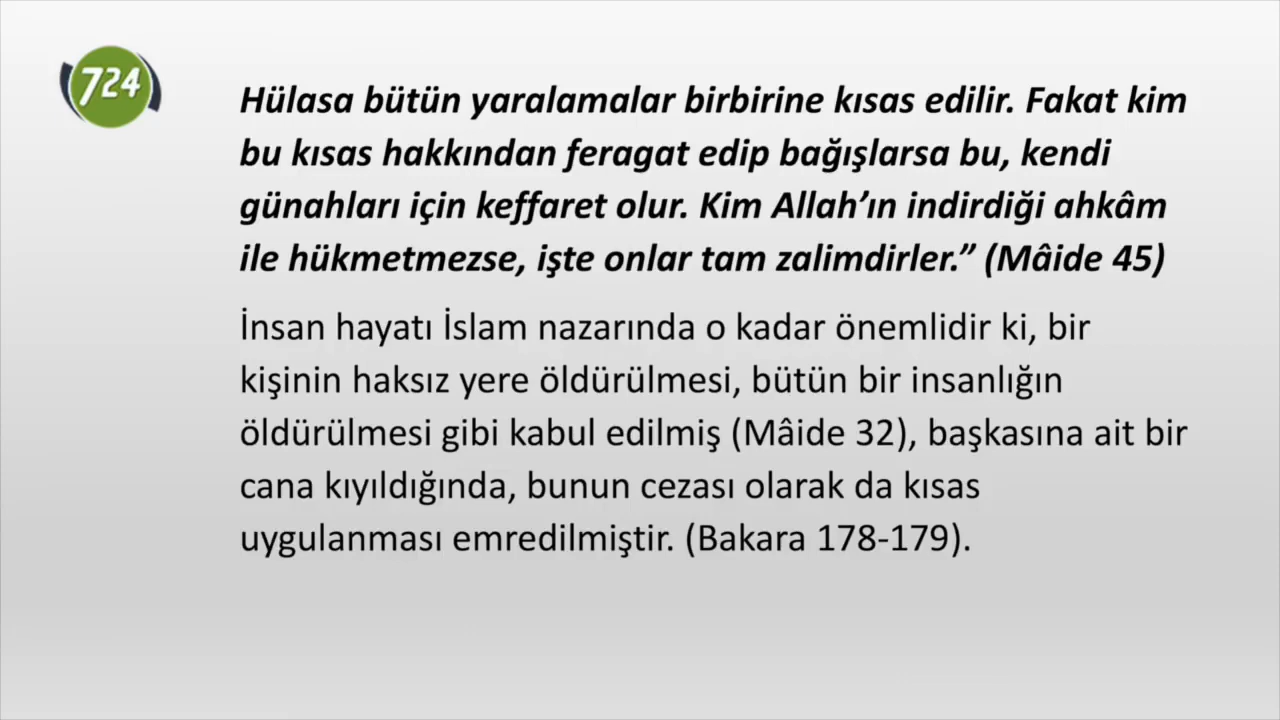 724
Hülasa bütün yaralamalar birbirine kısas edilir. Fakat kim
bu kısas hakkından feragat edip bağışlarsa bu, kendi
günahları için keffaret olur. Kim Allah’ın indirdiği ahkâm
ile hükmetmezse, işte onlar tam zalimdirler.” (Mâide 45)
İnsan hayatı İslam nazarında o kadar önemlidir ki, bir
kişinin haksız yere öldürülmesi, bütün bir insanlığın
öldürülmesi gibi kabul edilmiş (Mâide 32), başkasına ait bir
cana kıyıldığında, bunun cezası olarak da kısas
uygulanması emredilmiştir. (Bakara 178-179).